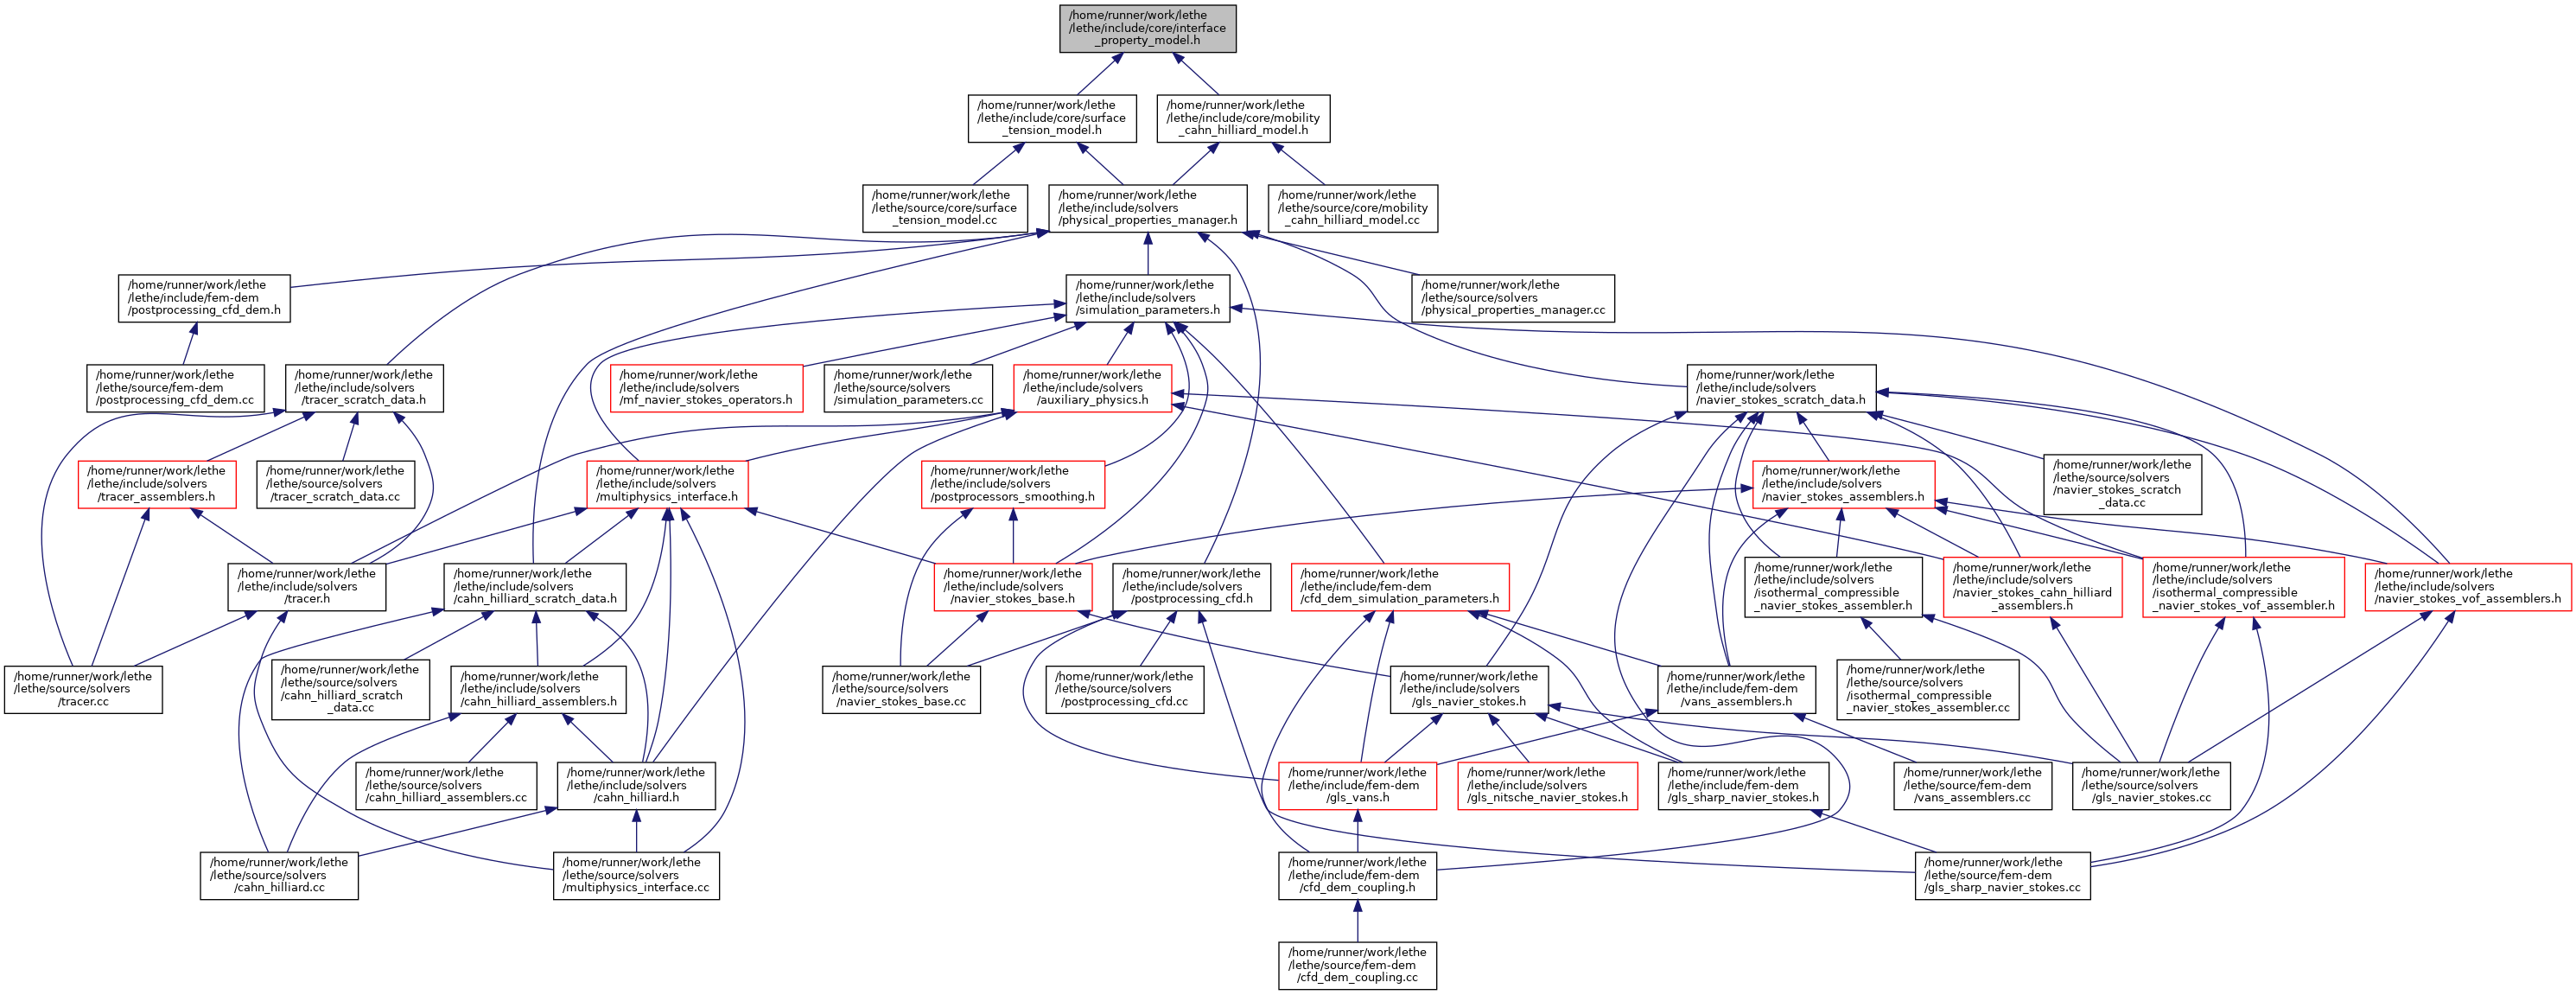 /home/runner/work/lethe
/lethe/include/core/interface
_property_model.h
/home/runner/work/lethe
/lethe/include/core/surface
_tension_model.h
/home/runner/work/lethe
/lethe/include/core/mobility
_cahn_hilliard_model.h
/home/runner/work/lethe
/lethe/source/core/surface
_tension_model.cc
/home/runner/work/lethe
/lethe/include/solvers
/physical_properties_manager.h
/home/runner/work/lethe
/lethe/source/core/mobility
_cahn_hilliard_model.cc
/home/runner/work/lethe
/lethe/include/fem-dem
/postprocessing_cfd_dem.h
/home/runner/work/lethe
/lethe/include/solvers
/simulation_parameters.h
/home/runner/work/lethe
/lethe/source/solvers
/physical_properties_manager.cc
/home/runner/work/lethe
/lethe/source/fem-dem
/postprocessing_cfd_dem.cc
/home/runner/work/lethe
/lethe/include/solvers
/tracer_scratch_data.h
/home/runner/work/lethe
/lethe/include/solvers
/mf_navier_stokes_operators.h
/home/runner/work/lethe
/lethe/source/solvers
/simulation_parameters.cc
/home/runner/work/lethe
/lethe/include/solvers
/auxiliary_physics.h
/home/runner/work/lethe
/lethe/include/solvers
/navier_stokes_scratch_data.h
/home/runner/work/lethe
/lethe/include/solvers
/tracer_assemblers.h
/home/runner/work/lethe
/lethe/source/solvers
/tracer_scratch_data.cc
/home/runner/work/lethe
/lethe/include/solvers
/multiphysics_interface.h
/home/runner/work/lethe
/lethe/include/solvers
/postprocessors_smoothing.h
/home/runner/work/lethe
/lethe/include/solvers
/navier_stokes_assemblers.h
/home/runner/work/lethe
/lethe/source/solvers
/navier_stokes_scratch
_data.cc
/home/runner/work/lethe
/lethe/include/solvers
/tracer.h
/home/runner/work/lethe
/lethe/include/solvers
/cahn_hilliard_scratch_data.h
/home/runner/work/lethe
/lethe/include/solvers
/navier_stokes_base.h
/home/runner/work/lethe
/lethe/include/solvers
/postprocessing_cfd.h
/home/runner/work/lethe
/lethe/include/fem-dem
/cfd_dem_simulation_parameters.h
/home/runner/work/lethe
/lethe/include/solvers
/isothermal_compressible
_navier_stokes_assembler.h
/home/runner/work/lethe
/lethe/include/solvers
/navier_stokes_cahn_hilliard
_assemblers.h
/home/runner/work/lethe
/lethe/include/solvers
/isothermal_compressible
_navier_stokes_vof_assembler.h
/home/runner/work/lethe
/lethe/include/solvers
/navier_stokes_vof_assemblers.h
/home/runner/work/lethe
/lethe/source/solvers
/tracer.cc
/home/runner/work/lethe
/lethe/source/solvers
/cahn_hilliard_scratch
_data.cc
/home/runner/work/lethe
/lethe/include/solvers
/cahn_hilliard_assemblers.h
/home/runner/work/lethe
/lethe/source/solvers
/navier_stokes_base.cc
/home/runner/work/lethe
/lethe/source/solvers
/postprocessing_cfd.cc
/home/runner/work/lethe
/lethe/include/solvers
/gls_navier_stokes.h
/home/runner/work/lethe
/lethe/include/fem-dem
/vans_assemblers.h
/home/runner/work/lethe
/lethe/source/solvers
/isothermal_compressible
_navier_stokes_assembler.cc
/home/runner/work/lethe
/lethe/source/solvers
/cahn_hilliard_assemblers.cc
/home/runner/work/lethe
/lethe/include/solvers
/cahn_hilliard.h
/home/runner/work/lethe
/lethe/include/fem-dem
/gls_vans.h
/home/runner/work/lethe
/lethe/include/solvers
/gls_nitsche_navier_stokes.h
/home/runner/work/lethe
/lethe/include/fem-dem
/gls_sharp_navier_stokes.h
/home/runner/work/lethe
/lethe/source/fem-dem
/vans_assemblers.cc
/home/runner/work/lethe
/lethe/source/solvers
/gls_navier_stokes.cc
/home/runner/work/lethe
/lethe/source/solvers
/cahn_hilliard.cc
/home/runner/work/lethe
/lethe/source/solvers
/multiphysics_interface.cc
/home/runner/work/lethe
/lethe/include/fem-dem
/cfd_dem_coupling.h
/home/runner/work/lethe
/lethe/source/fem-dem
/gls_sharp_navier_stokes.cc
/home/runner/work/lethe
/lethe/source/fem-dem
/cfd_dem_coupling.cc